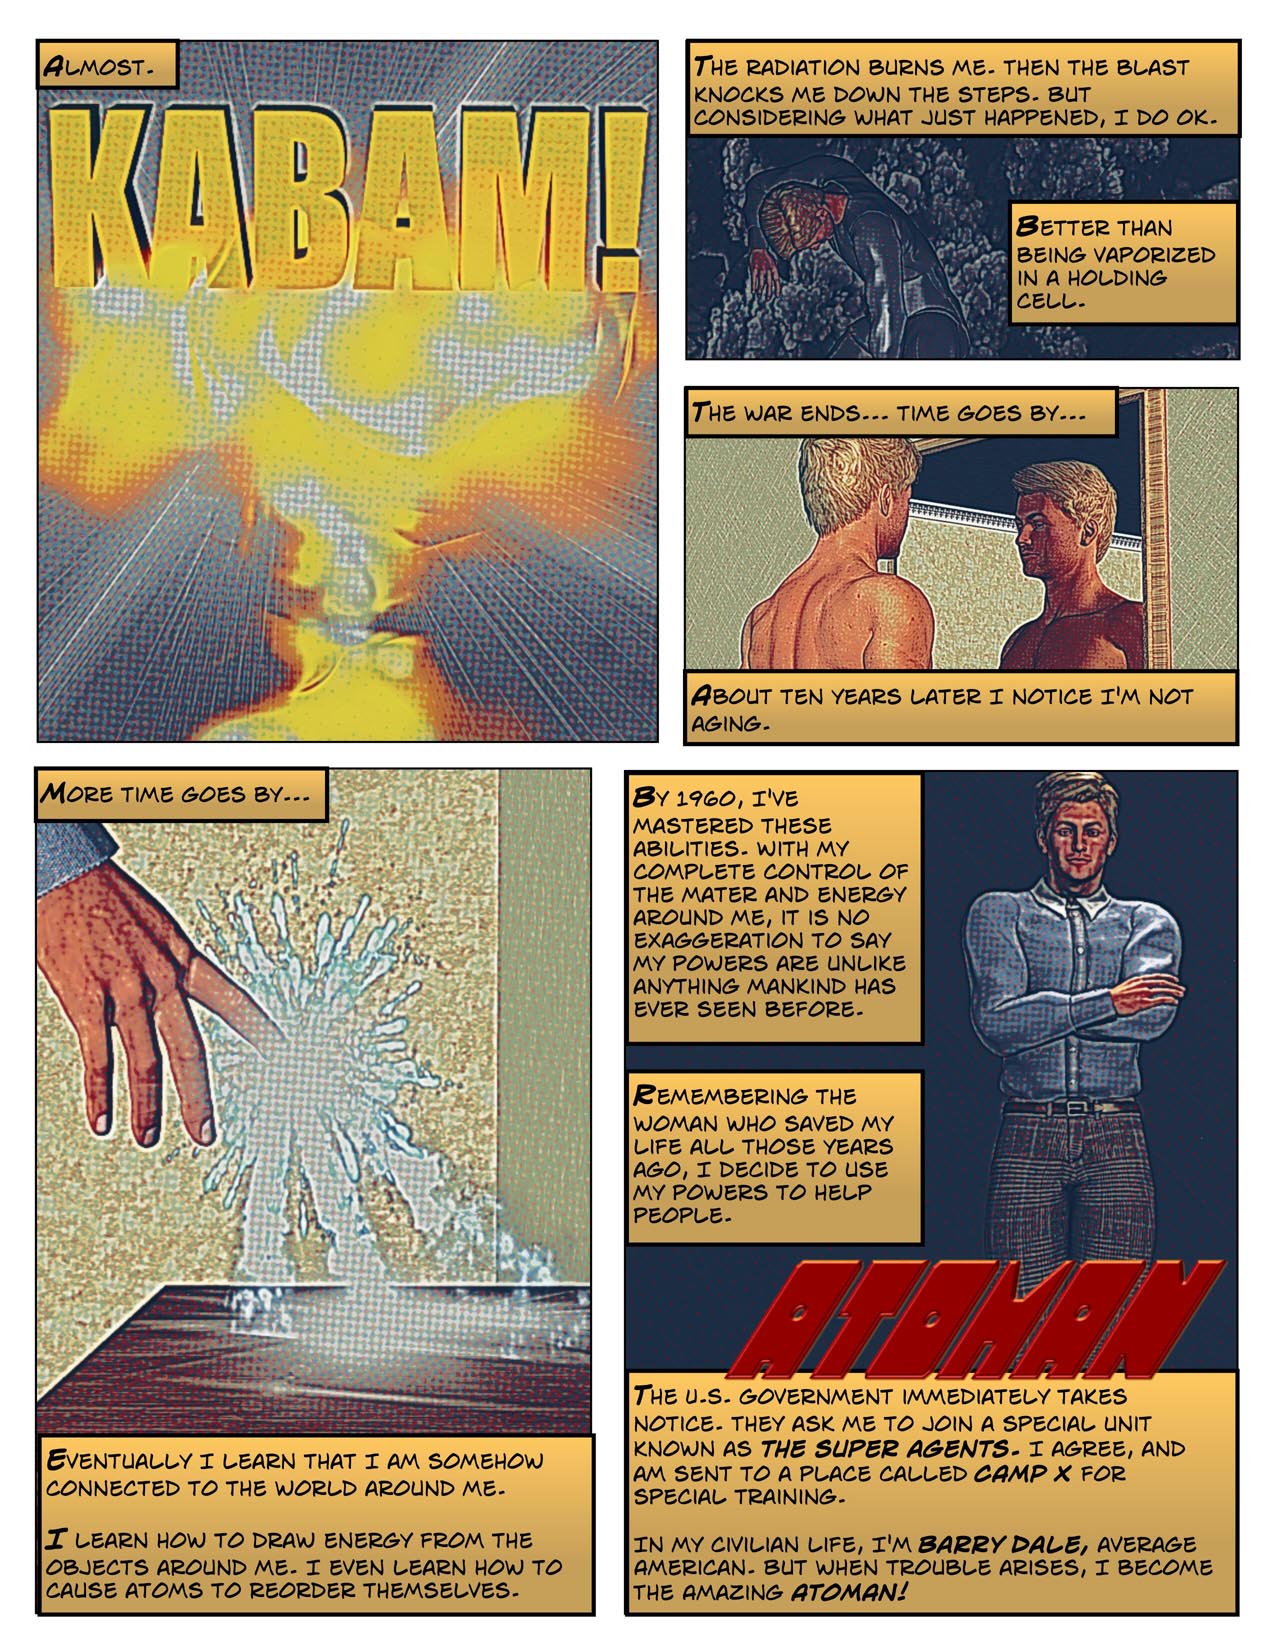 ALMOST.
KABAM!
THE RADIATION BURNS ME. THEN THE BLAST
KNOCKS ME DOWN THE STEPS. BUT
CONSIDERING WHAT JUST HAPPENED, I DO OK.
BETTER THAN
BEING VAPORIZED
IN A HOLDING
CELL.
THE WAR ENDS... TIME GOES BY...
ABOUT TEN YEARS LATER I NOTICE I'M NOT
AGING.
MORE TIME GOES BY...
EVENTUALLY I LEARN THAT I AM SOMEHOW
CONNECTED TO THE WORLD AROUND ME.
I LEARN HOW TO DRAW ENERGY FROM THE
OBJECTS AROUND ME. I EVEN LEARN HOW TO
CAUSE ATOMS TO REORDER THEMSELVES.
BY 1960, I'VE
MASTERED THESE
ABILITIES. WITH MY
COMPLETE CONTROL OF
THE MATER AND ENERGY
AROUND ME, IT IS NO
EXAGGERATION TO SAY
MY POWERS ARE UNLIKE
ANYTHING MANKIND HAS
EVER SEEN BEFORE.
REMEMBERING THE
WOMAN WHO SAVED MY
LIFE ALL THOSE YEARS
AGO, I DECIDE TO USE
MY POWERS TO HELP
PEOPLE.
ATOMAN
THE U.S. GOVERNMENT IMMEDIATELY TAKES
NOTICE. THEY ASK ME TO JOIN A SPECIAL UNIT
KNOWN AS THE SUPER AGENTS. I AGREE, AND
AM SENT TO A PLACE CALLED CAMP X FOR
SPECIAL TRAINING.
IN MY CIVILIAN LIFE, I'M BARRY DALE, AVERAGE
AMERICAN. BUT WHEN TROUBLE ARISES, I BECOME
THE AMAZING ATOMAN!